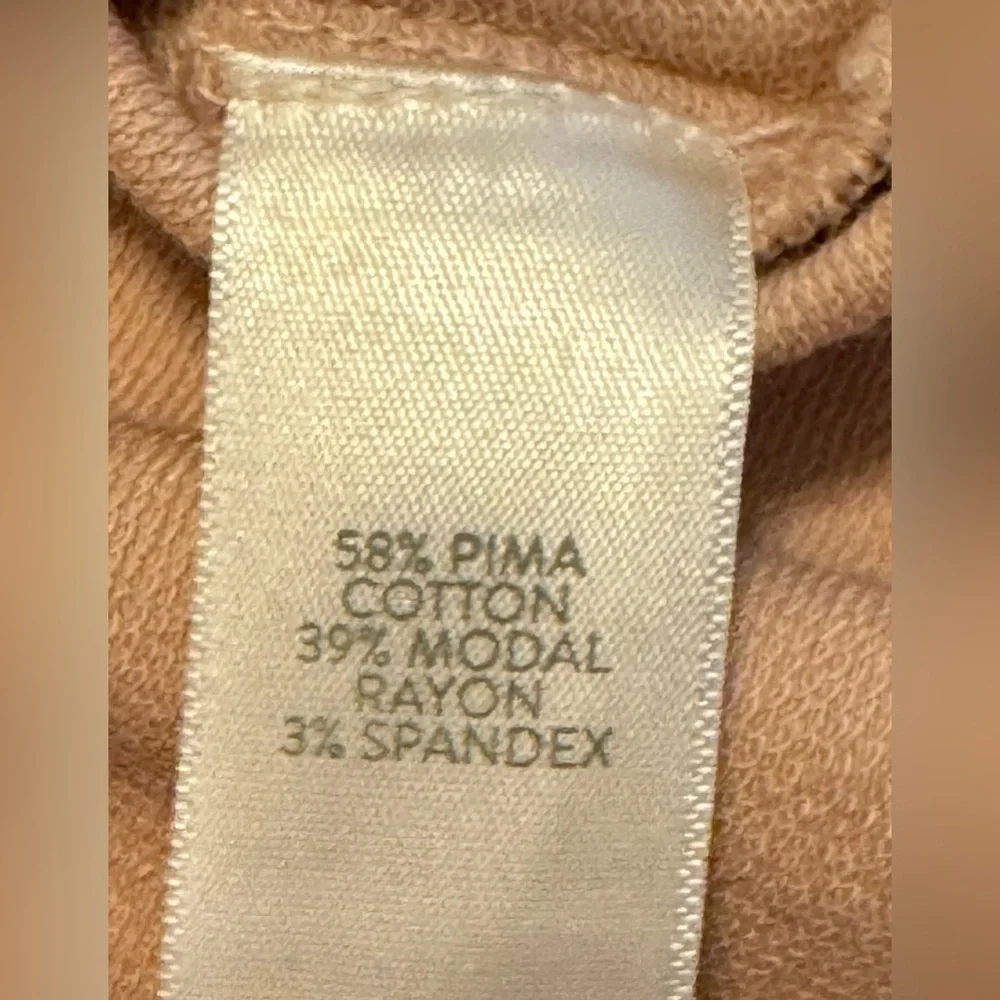 58% PIMA
COTTON
39% MODAL
RAYON
3% SPANDEX